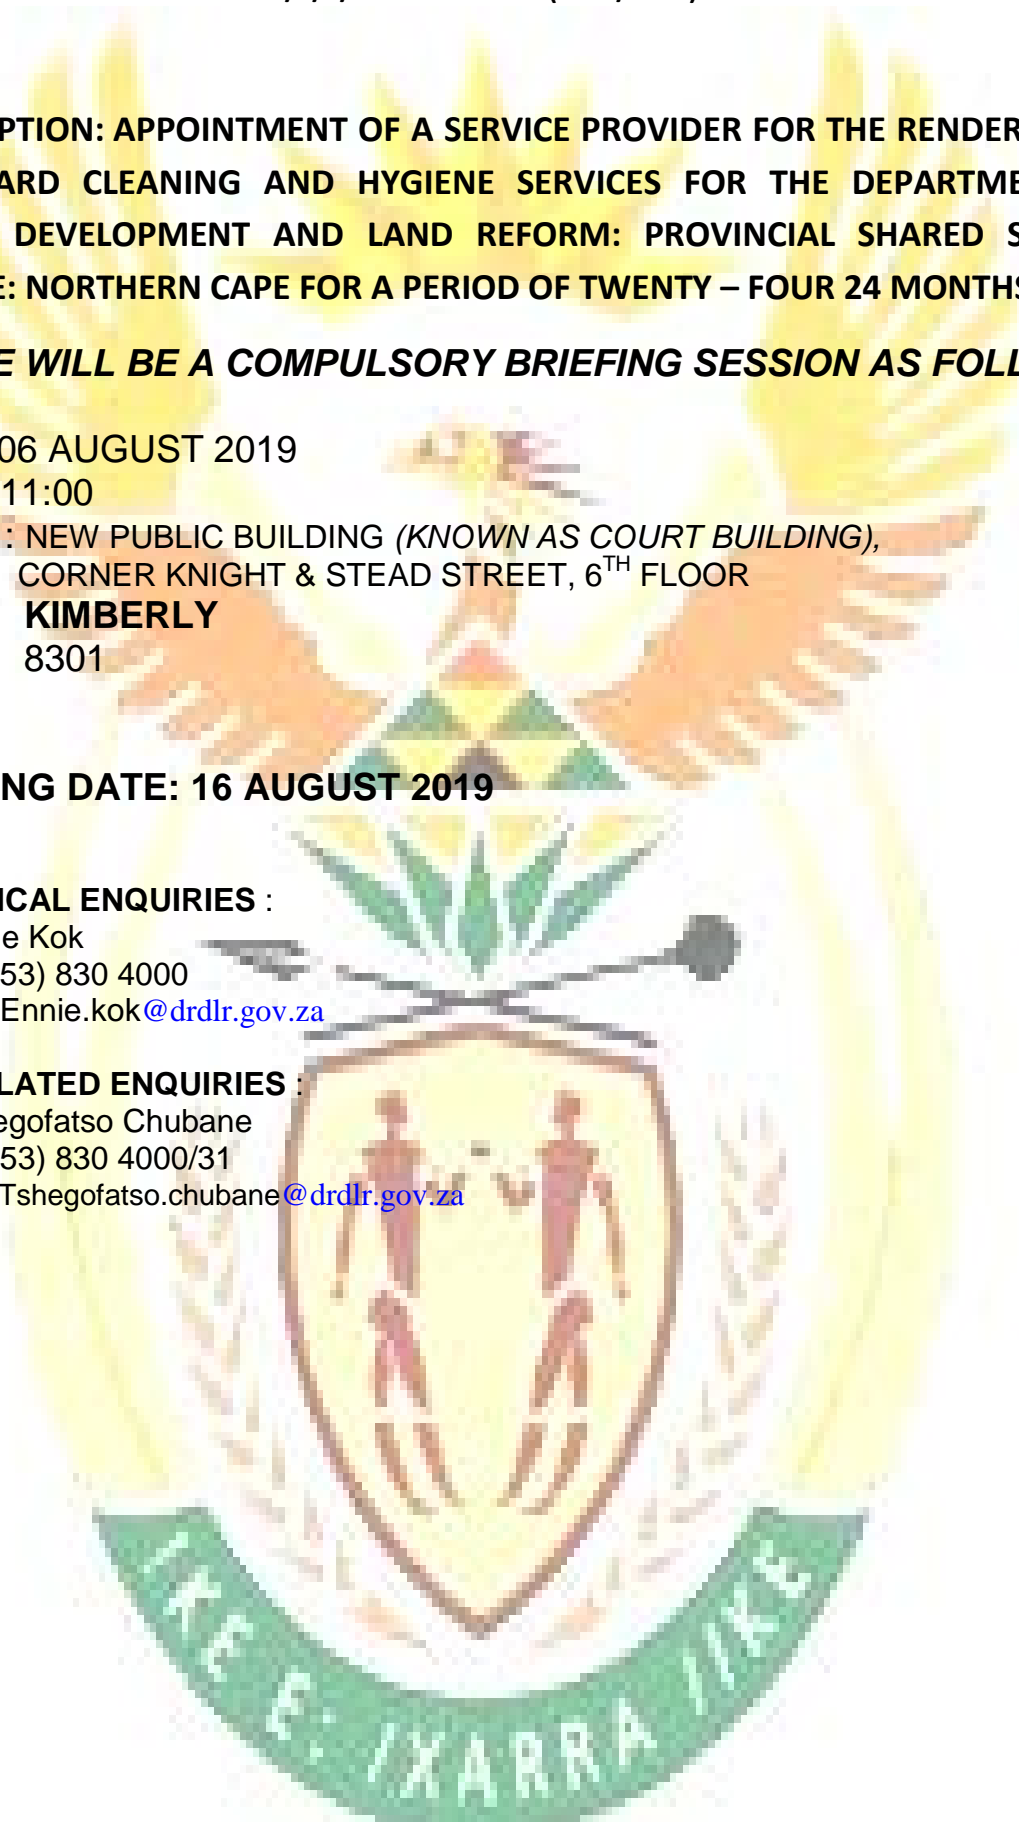 PTION: APPOINTMENT OF A SERVICE PROVIDER FOR THE RENDER
ARD CLEANING AND HYGIENE SERVICES FOR THE DEPARTME
DEVELOPMENT AND LAND REFORM: PROVINCIAL SHARED S
E: NORTHERN CAPE FOR A PERIOD OF TWENTY – FOUR 24 MONTHS
E WILL BE A COMPULSORY BRIEFING SESSION AS FOLL
06 AUGUST 2019
11:00
: NEW PUBLIC BUILDING (KNOWN AS COURT BUILDING),
CORNER KNIGHT & STEAD STREET, 6TH FLOOR
KIMBERLY
8301
NG DATE: 16 AUGUST 2019
ICAL ENQUIRIES :
e Kok
53) 830 4000
Ennie.kok@drdlr.gov.za
LATED ENQUIRIES :
egofatso Chubane
53) 830 4000/31
Tshegofatso.chubane@drdlr.gov.za
!KE E: /XARRA //KE